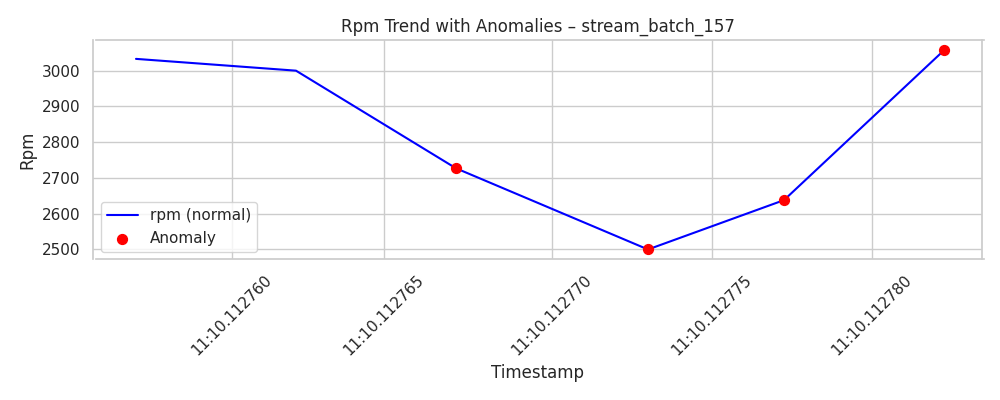 Rpm Trend with Anomalies – stream_batch_157
Rpm
3000
2900
2800
2700
2600
2500
rpm (normal)
Anomaly
11:10.112760
11:10.112765
11:10.112770
11:10.112775
11:10.112780
Timestamp